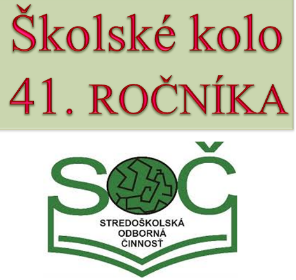 Školské kolo
41. ROČNÍKA
SOČ
STREDOŠKOLSKÁ
ODBORNÁ
ČINNOSŤ